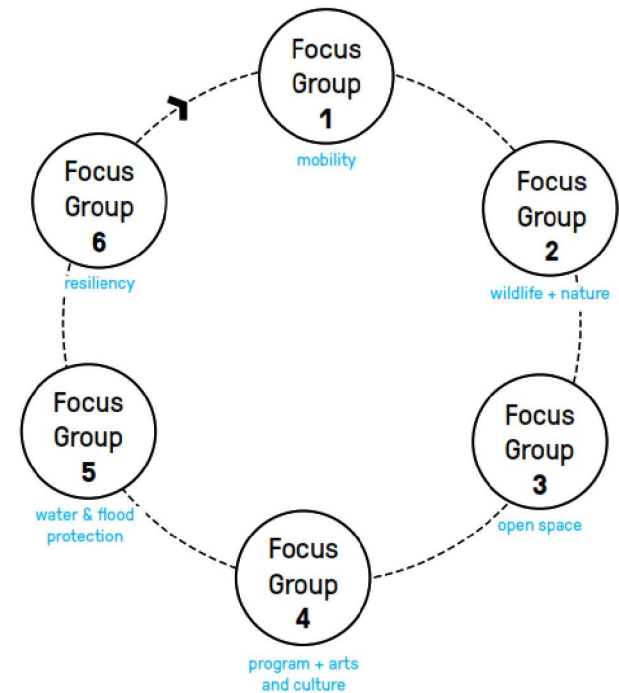 Focus
Group
1
mobility
Focus
Group
2
wildlife + nature
Focus
Group
3
open space
Focus
Group
4
program + arts
and culture
Focus
Group
5
water & flood
protection
Focus
Group
6
resiliency